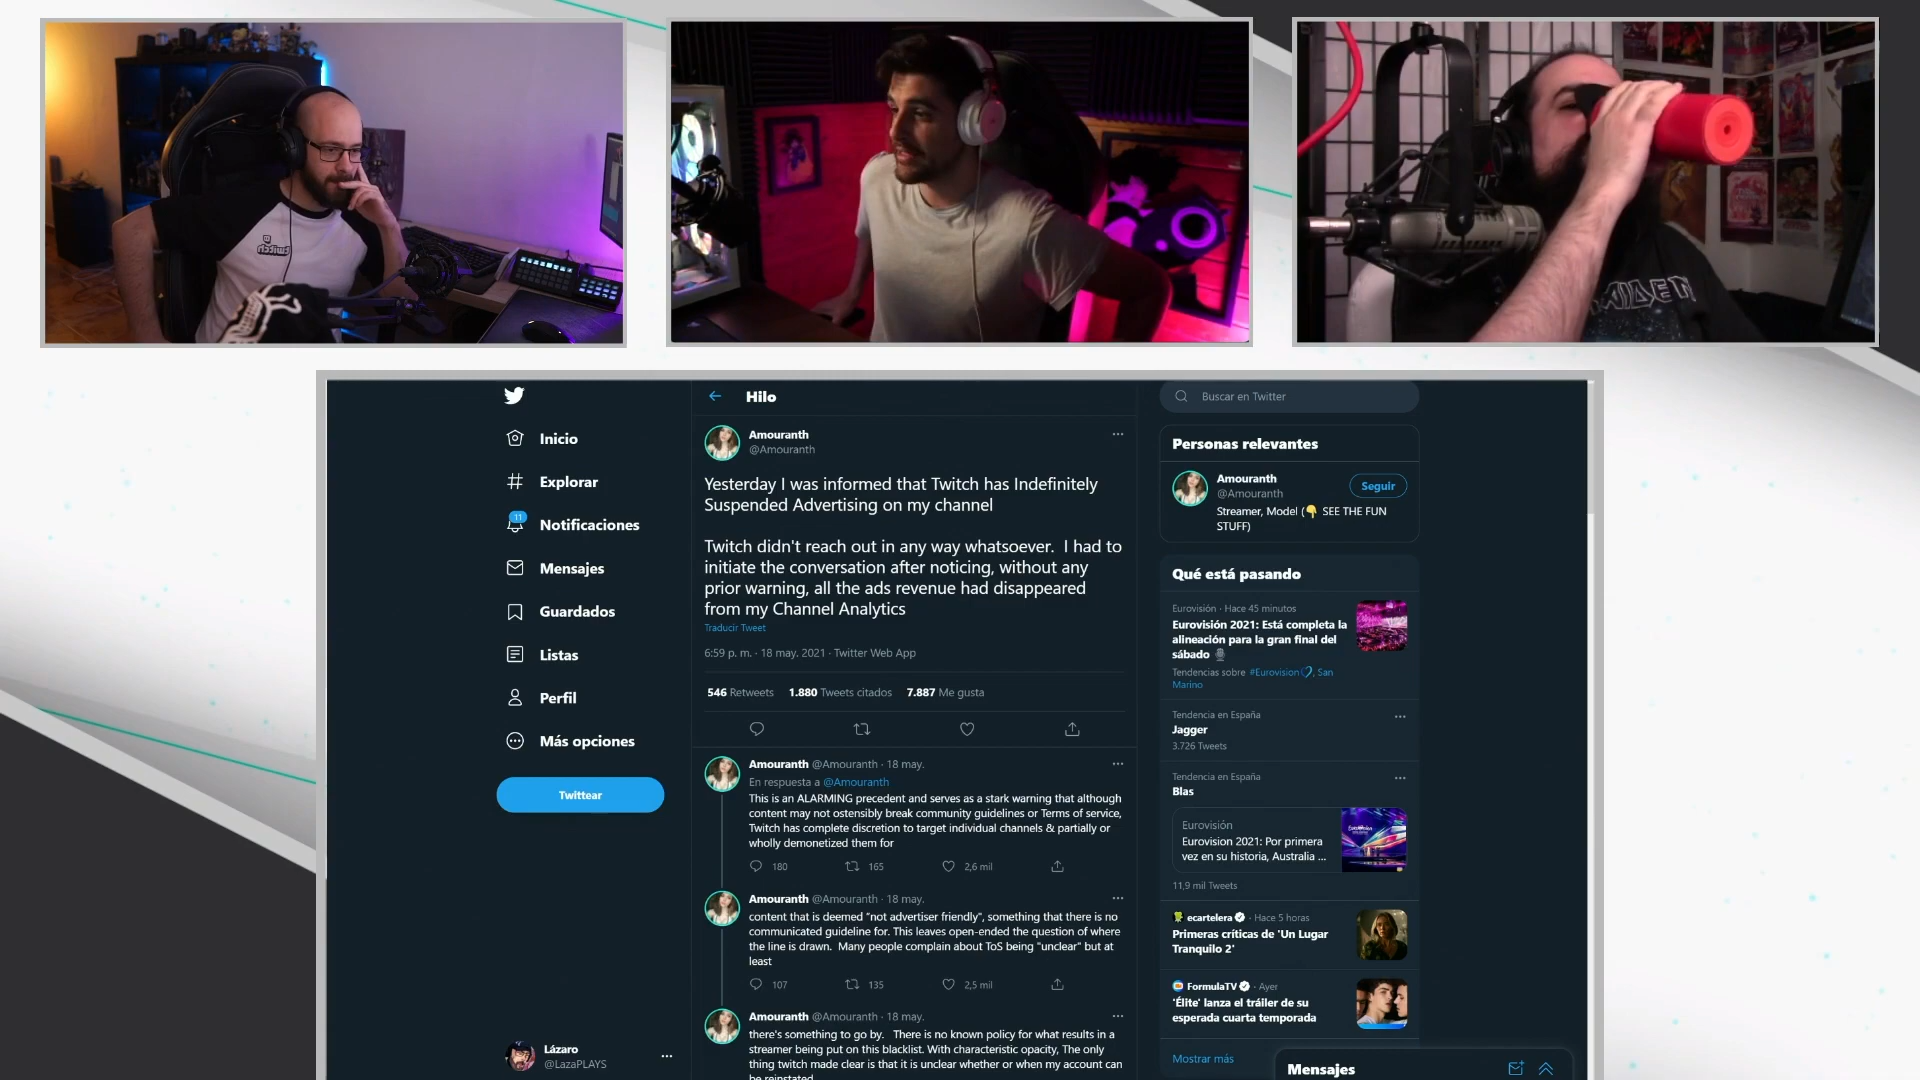 MAIDEN
Inicio
Explorar
11
Notificaciones
Mensajes
Guardados
Listas
Perfil
Más opciones
Twittear
Lázaro
@LazaPLAYS
Hilo
Amouranth
@Amouranth
Yesterday I was informed that Twitch has Indefinitely
Suspended Advertising on my channel
Twitch didn't reach out in any way whatsoever.  I had to
initiate the conversation after noticing, without any
prior warning, all the ads revenue had disappeared
from my Channel Analytics
Traducir Tweet
6:59 p. m. · 18 may. 2021 · Twitter Web App
546 Retweets 1.880 Tweets citados 7.887 Me gusta
Amouranth @Amouranth · 18 may.
En respuesta a @Amouranth
This is an ALARMING precedent and serves as a stark warning that although
content may not ostensibly break community guidelines or Terms of service,
Twitch has complete discretion to target individual channels & partially or
wholly demonetized them for
180 165 2,6 mil
Amouranth @Amouranth · 18 may.
content that is deemed "not advertiser friendly", something that there is no
communicated guideline for. This leaves open-ended the question of where
the line is drawn.  Many people complain about ToS being "unclear" but at
least
107 135 2,5 mil
Amouranth @Amouranth · 18 may.
there's something to go by.   There is no known policy for what results in a
streamer being put on this blacklist. With characteristic opacity, The only
thing twitch made clear is that it is unclear whether or when my account can
be reinstated
Buscar en Twitter
Personas relevantes
Amouranth
@Amouranth
Seguir
Streamer, Model (👇 SEE THE FUN
STUFF)
Qué está pasando
Eurovisión · Hace 45 minutos
Eurovisión 2021: Está completa la
alineación para la gran final del
sábado 🎙️
Tendencias sobre #Eurovision, San
Marino
Tendencia en España
Jagger
3.726 Tweets
Tendencia en España
Blas
Eurovisión
Eurovision 2021: Por primera
vez en su historia, Australia ...
11,9 mil Tweets
ecartelera · Hace 5 horas
Primeras críticas de 'Un Lugar
Tranquilo 2'
FormulaTV · Ayer
'Élite' lanza el tráiler de su
esperada cuarta temporada
Mostrar más
Mensajes